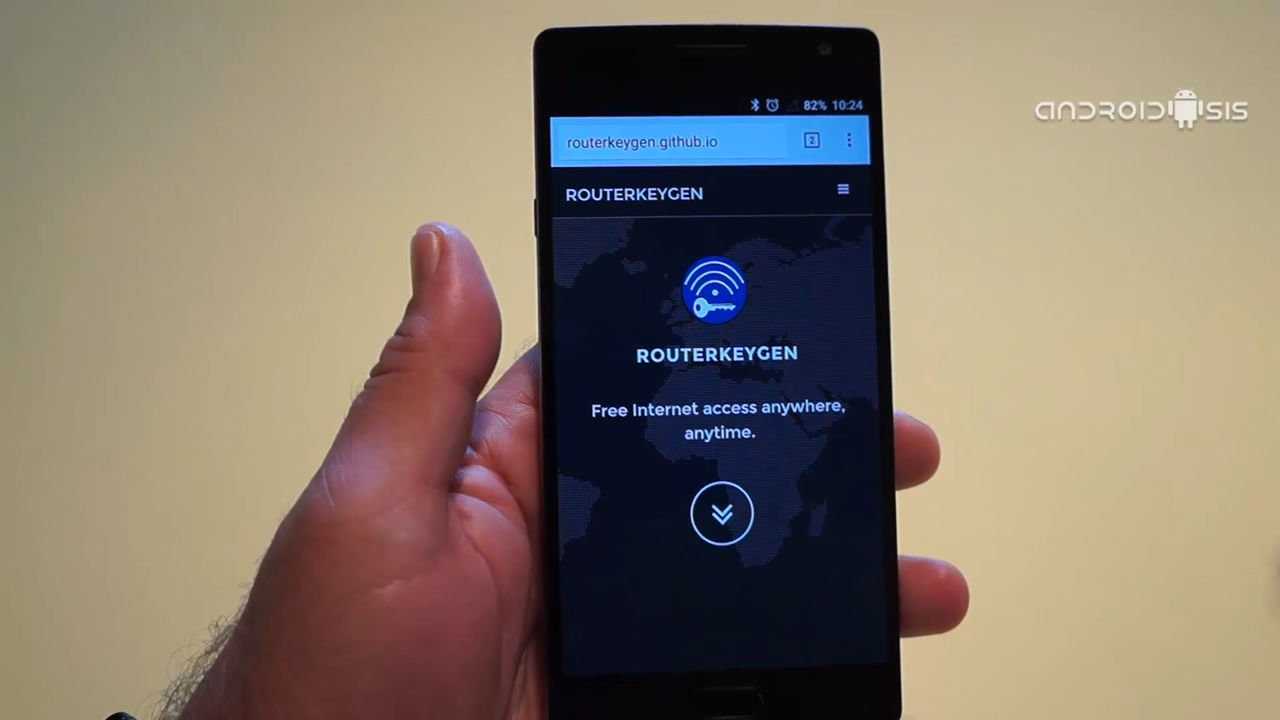 82% 10:24
routerkeygen.github.io
2
ROUTERKEYGEN
ROUTERKEYGEN
Free Internet access anywhere,
anytime.
ANDROIDSIS